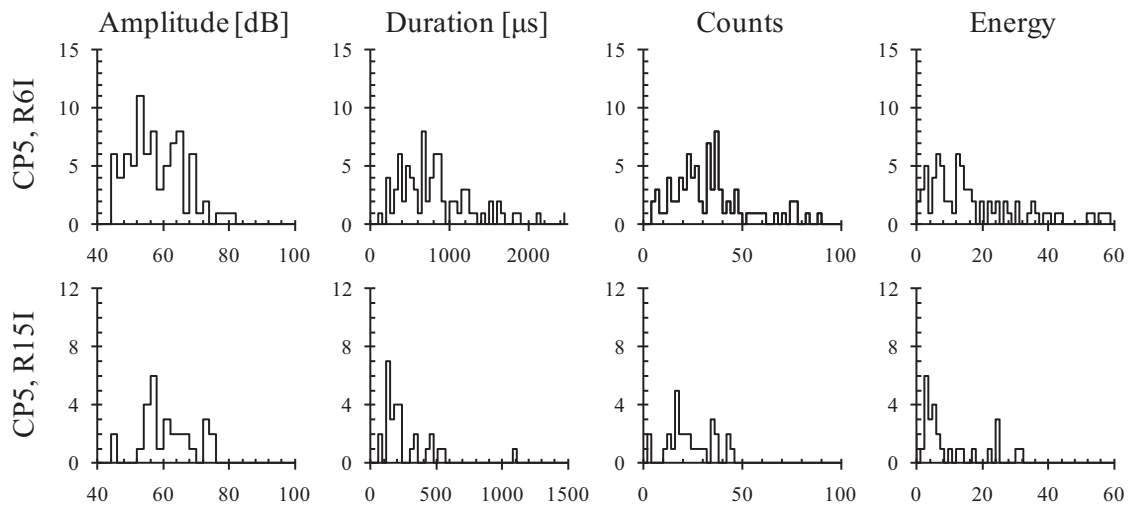 Amplitude [dB] Duration [μs] Counts Energy
CP5, R6I
15 15 15 15
10 10 10 10
5 5 5 5
0 0 0 0
40 60 80 100 0 1000 2000 0 50 100 0 20 40 60
CP5, R15I
12 12 12 12
8 8 8 8
4 4 4 4
0 0 0 0
40 60 80 100 0 500 1000 1500 0 50 100 0 20 40 60